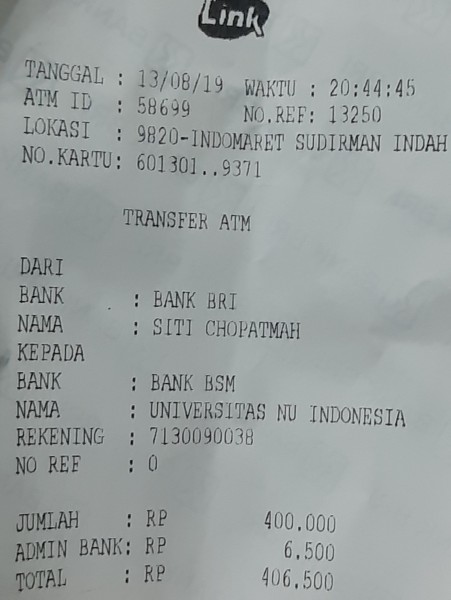 Link
TANGGAL : 13/08/19 WAKTU : 20:44:45
ATM ID : 58699 NO.REF: 13250
LOKASI : 9820-INDOMARET SUDIRMAN INDAH
NO.KARTU: 601301..9371
TRANSFER ATM
DARI
BANK : BANK BRI
NAMA : SITI CHOPATMAH
KEPADA
BANK : BANK BSM
NAMA : UNIVERSITAS NU INDONESIA
REKENING : 7130090038
NO REF : 0
JUMLAH : RP 400.000
ADMIN BANK: RP 6.500
TOTAL : RP 406.500